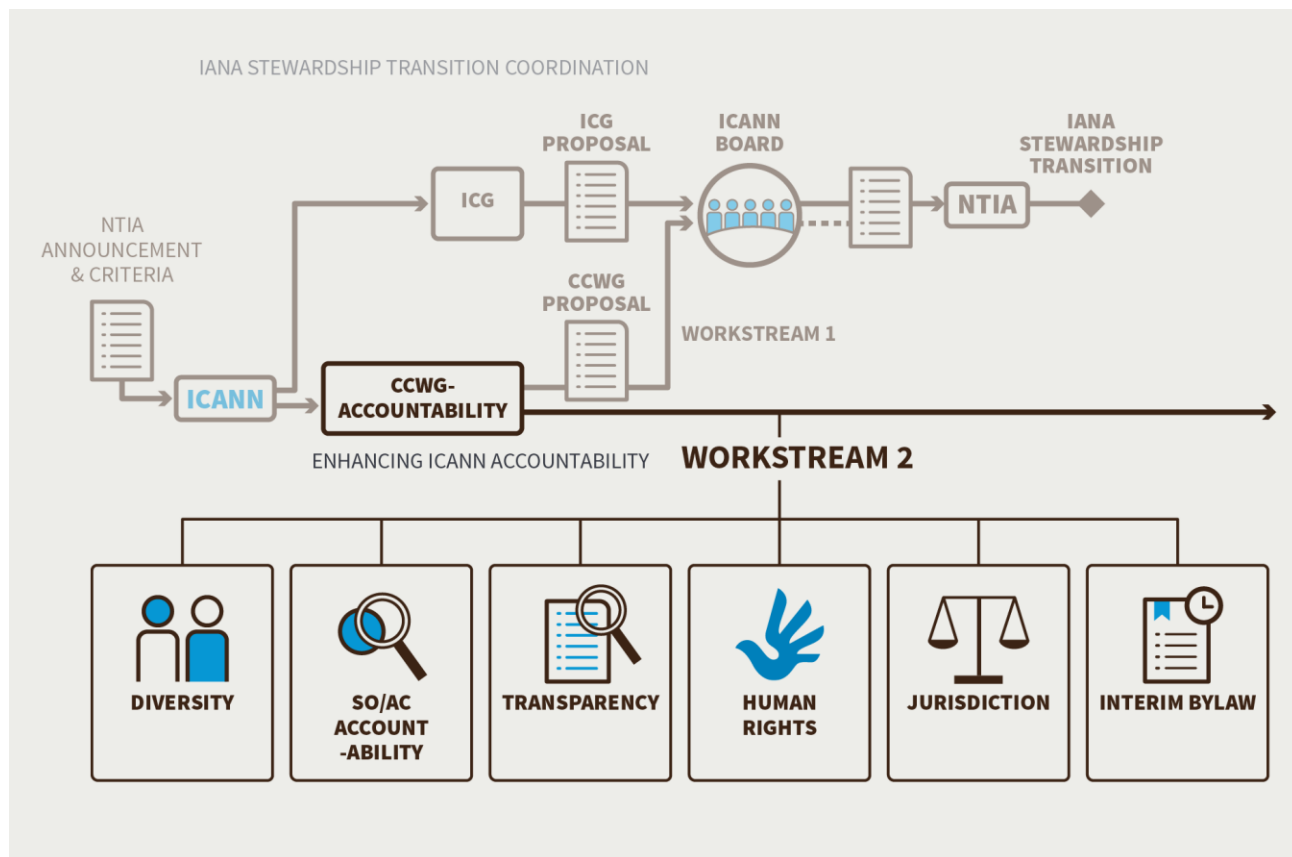 IANA STEWARDSHIP TRANSITION COORDINATION
ICG
PROPOSAL
ICANN
BOARD
IANA
STEWARDSHIP
TRANSITION
ICG
NTIA
NTIA
ANNOUNCEMENT
& CRITERIA
CCWG
PROPOSAL
WORKSTREAM 1
ICANN
CCWG-
ACCOUNTABILITY
ENHANCING ICANN ACCOUNTABILITY
WORKSTREAM 2
DIVERSITY
SO/AC
ACCOUNT
-ABILITY
TRANSPARENCY
HUMAN
RIGHTS
JURISDICTION
INTERIM BYLAW